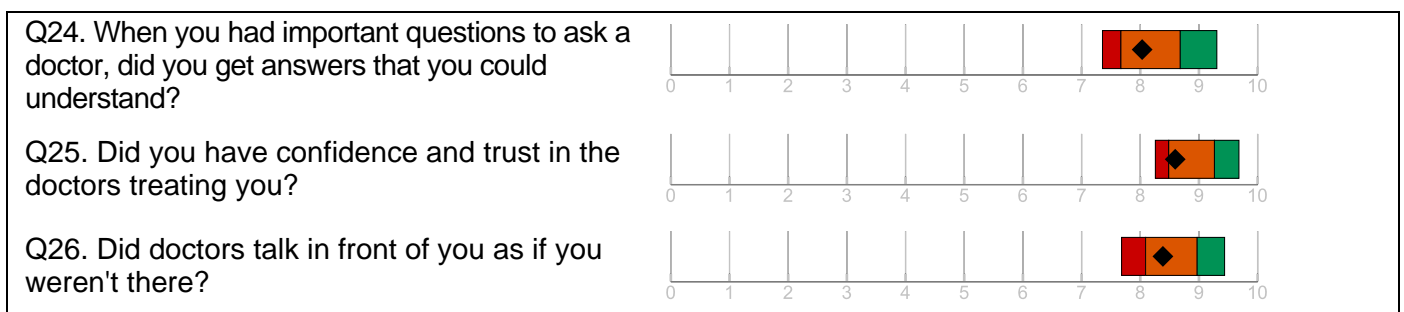 Q24. When you had important questions to ask a
doctor, did you get answers that you could
understand?
0 1 2 3 4 5 6 7 8 9 10
Q25. Did you have confidence and trust in the
doctors treating you?
0 1 2 3 4 5 6 7 8 9 10
Q26. Did doctors talk in front of you as if you
weren't there?
0 1 2 3 4 5 6 7 8 9 10